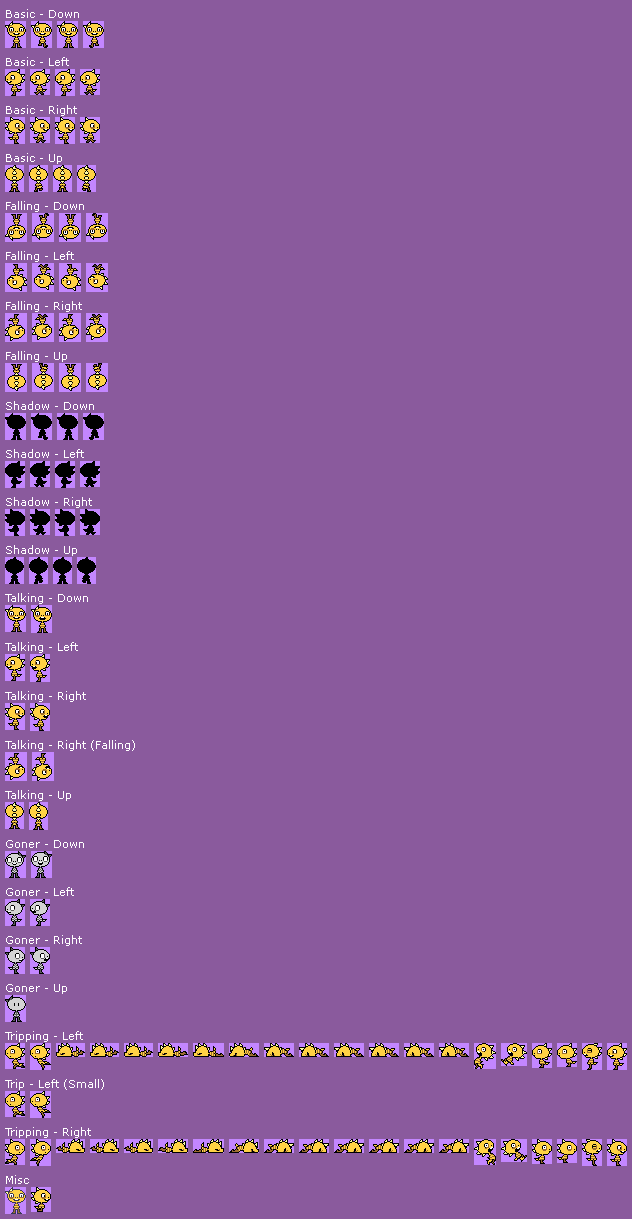 Basic - Down
Basic - Left
Basic - Right
Basic - Up
Falling - Down
Falling - Left
Falling - Right
Falling - Up
Shadow - Down
Shadow - Left
Shadow - Right
Shadow - Up
Talking - Down
Talking - Left
Talking - Right
Talking - Right (Falling)
Talking - Up
Goner - Down
Goner - Left
Goner - Right
Goner - Up
Tripping - Left
Trip - Left (Small)
Tripping - Right
Misc